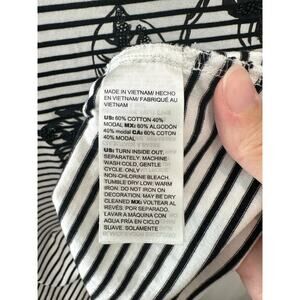 MADE IN VIETNAM/ HECHO
EN VIETNAM/ FABRIQUÉ AU
VIETNAM
US: 60% COTTON 40%
MODAL MX: 60% ALGODÓN
40% modal CA: 60% COTON
40% MODAL
US: TURN INSIDE OUT.
SEPARATELY. MACHINE
WASH COLD, GENTLE
CYCLE. ONLY
NON-CHLORINE BLEACH.
TUMBLE DRY LOW. WARM
IRON. DO NOT IRON ON
DECORATION. MAY BE DRY
CLEANED MX: VOLTEAR AL
REVÉS. POR SEPARADO.
LAVAR A MÁQUINA CON
AGUA FRÍA EN CICLO
SUAVE. SOLAMENTE